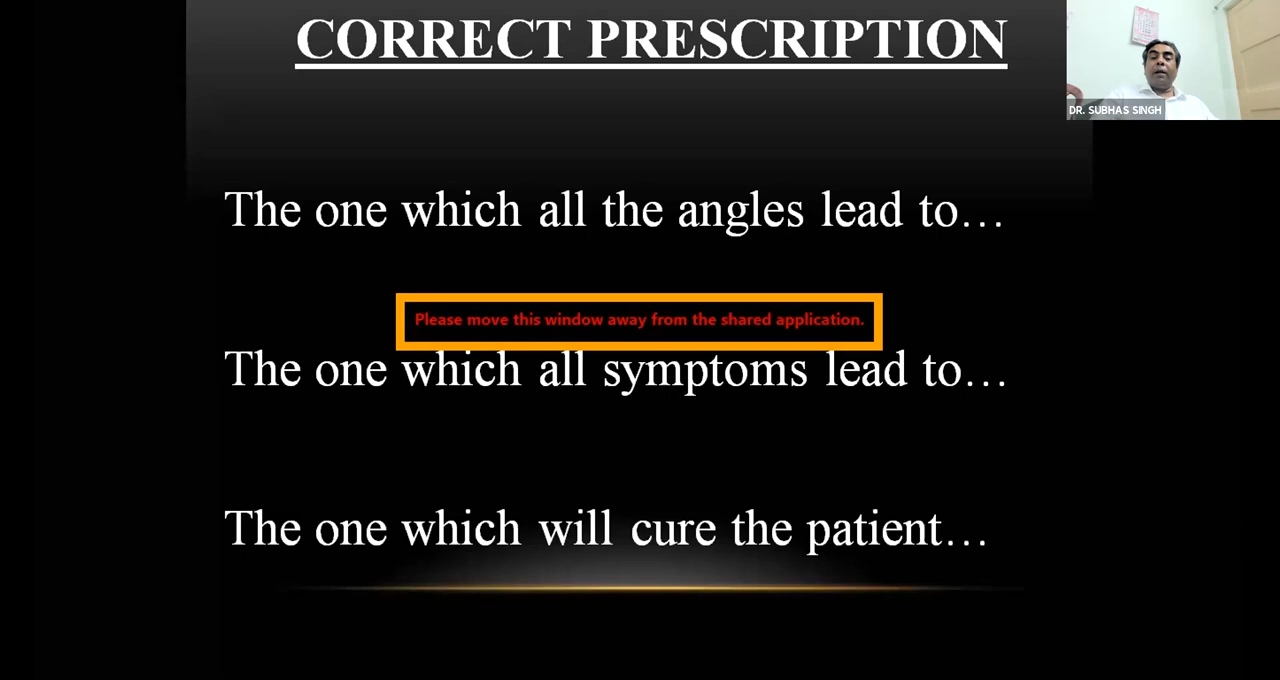 CORRECT PRESCRIPTION
DR. SUBHAS SINGH
The one which all the angles lead to...
Please move this window away from the shared application.
The one which all symptoms lead to...
The one which will cure the patient...